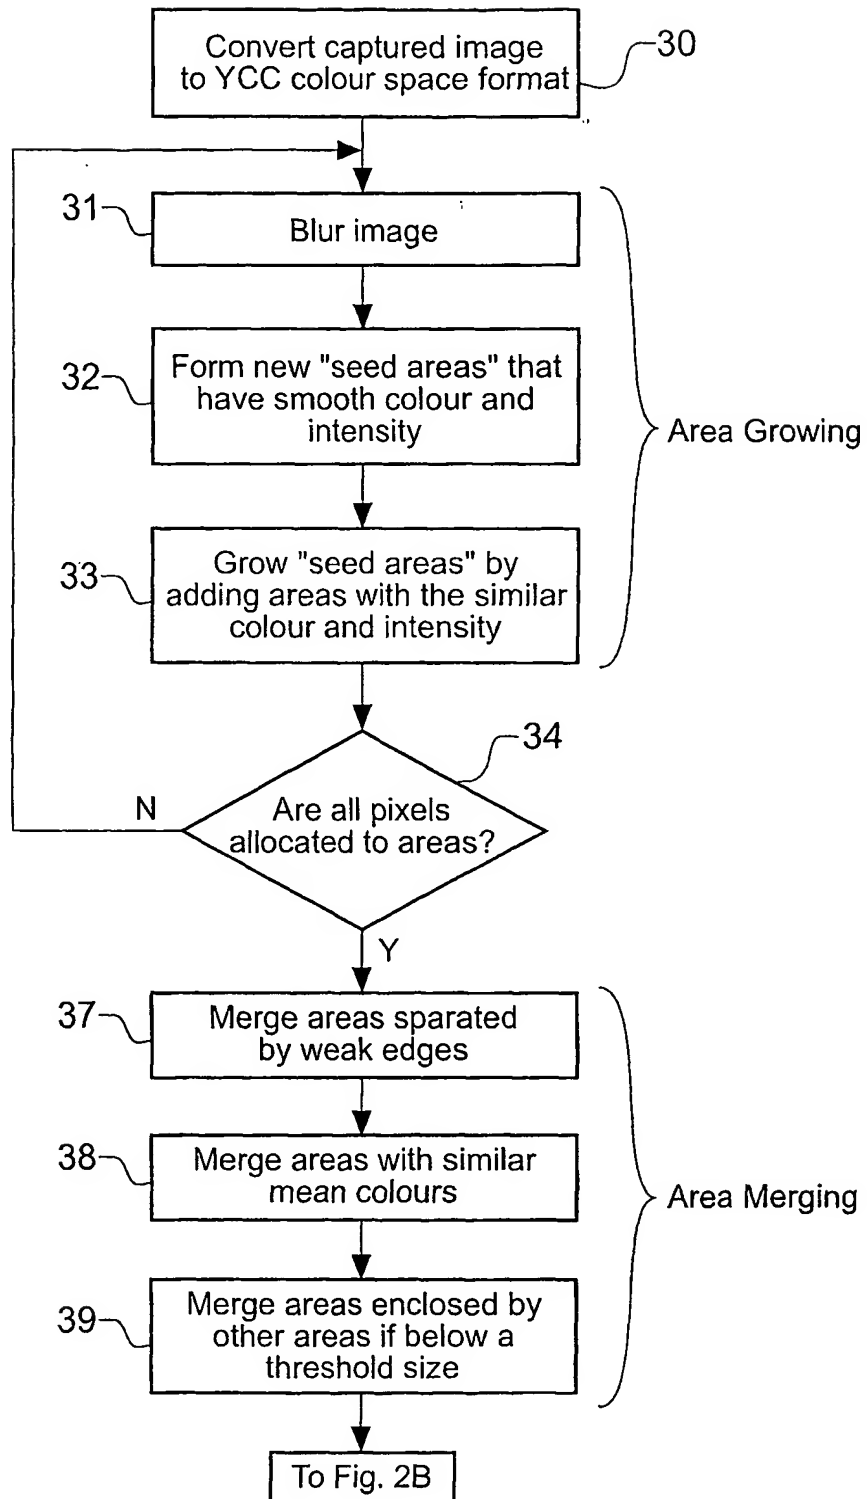 Convert captured image
to YCC colour space format
30
31
Blur image
32
Form new "seed areas" that
have smooth colour and
intensity
Area Growing
33
Grow "seed areas" by
adding areas with the similar
colour and intensity
34
N
Are all pixels
allocated to areas?
Y
37
Merge areas sparated
by weak edges
38
Merge areas with similar
mean colours
Area Merging
39
Merge areas enclosed by
other areas if below a
threshold size
To Fig. 2B